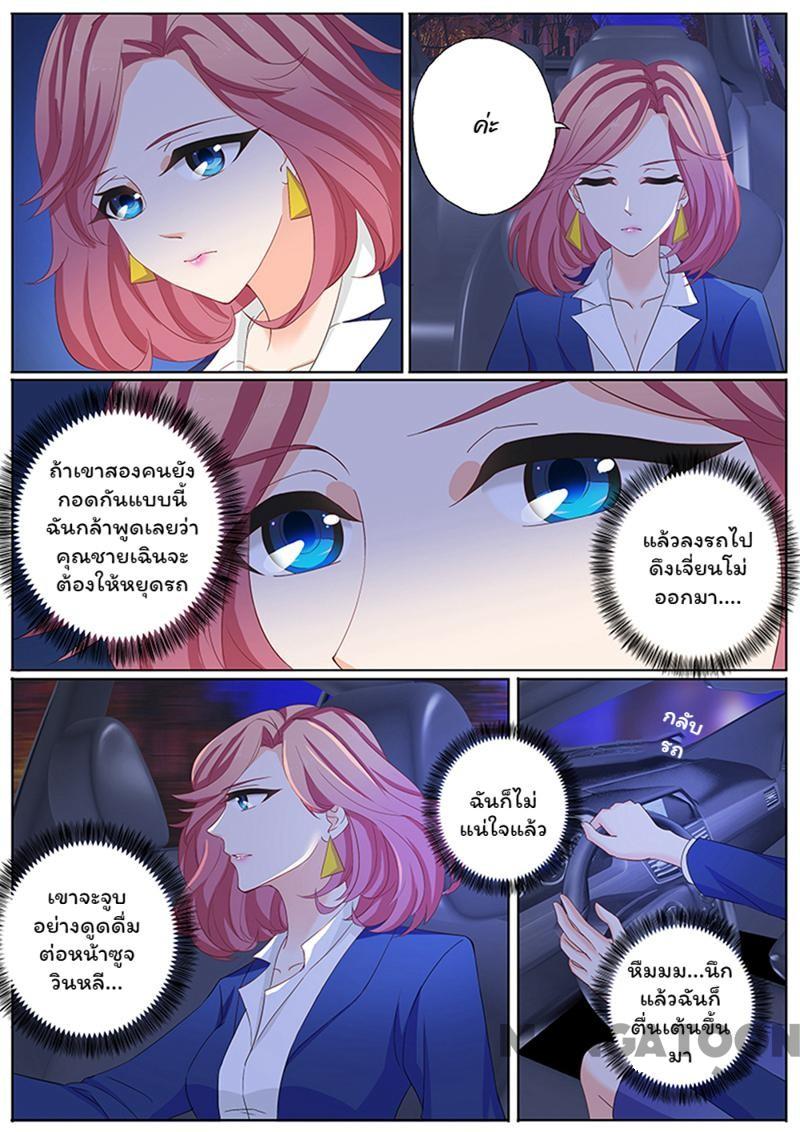 ค่ะ
ถ้าเขาสองคนยัง
กอดกันแบบนี้
ฉันกล้าพูดเลยว่า
คุณชายเฉินจะ
ต้องให้หยุดรถ
แล้วลงรถไป
ดึงเจี่ยนโม่
ออกมา....
เขาจะจูบ
อย่างดูดดื่ม
ต่อหน้าซูจ
วินหลี...
ฉันก็ไม่
แน่ใจแล้ว
กลับ
รถ
หืมมม...นึก
แล้วฉันก็
ตื่นเต้นขึ้น
มา
MANGATOON